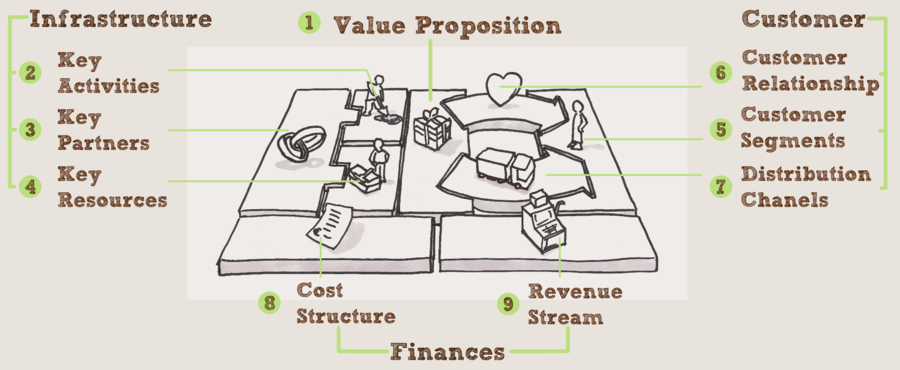 Infrastructure
1 Value Proposition
Customer
2 Key
Activities
3 Key
Partners
4 Key
Resources
6 Customer
Relationship
5 Customer
Segments
7 Distribution
Chanels
8 Cost
Structure
9 Revenue
Stream
Finances